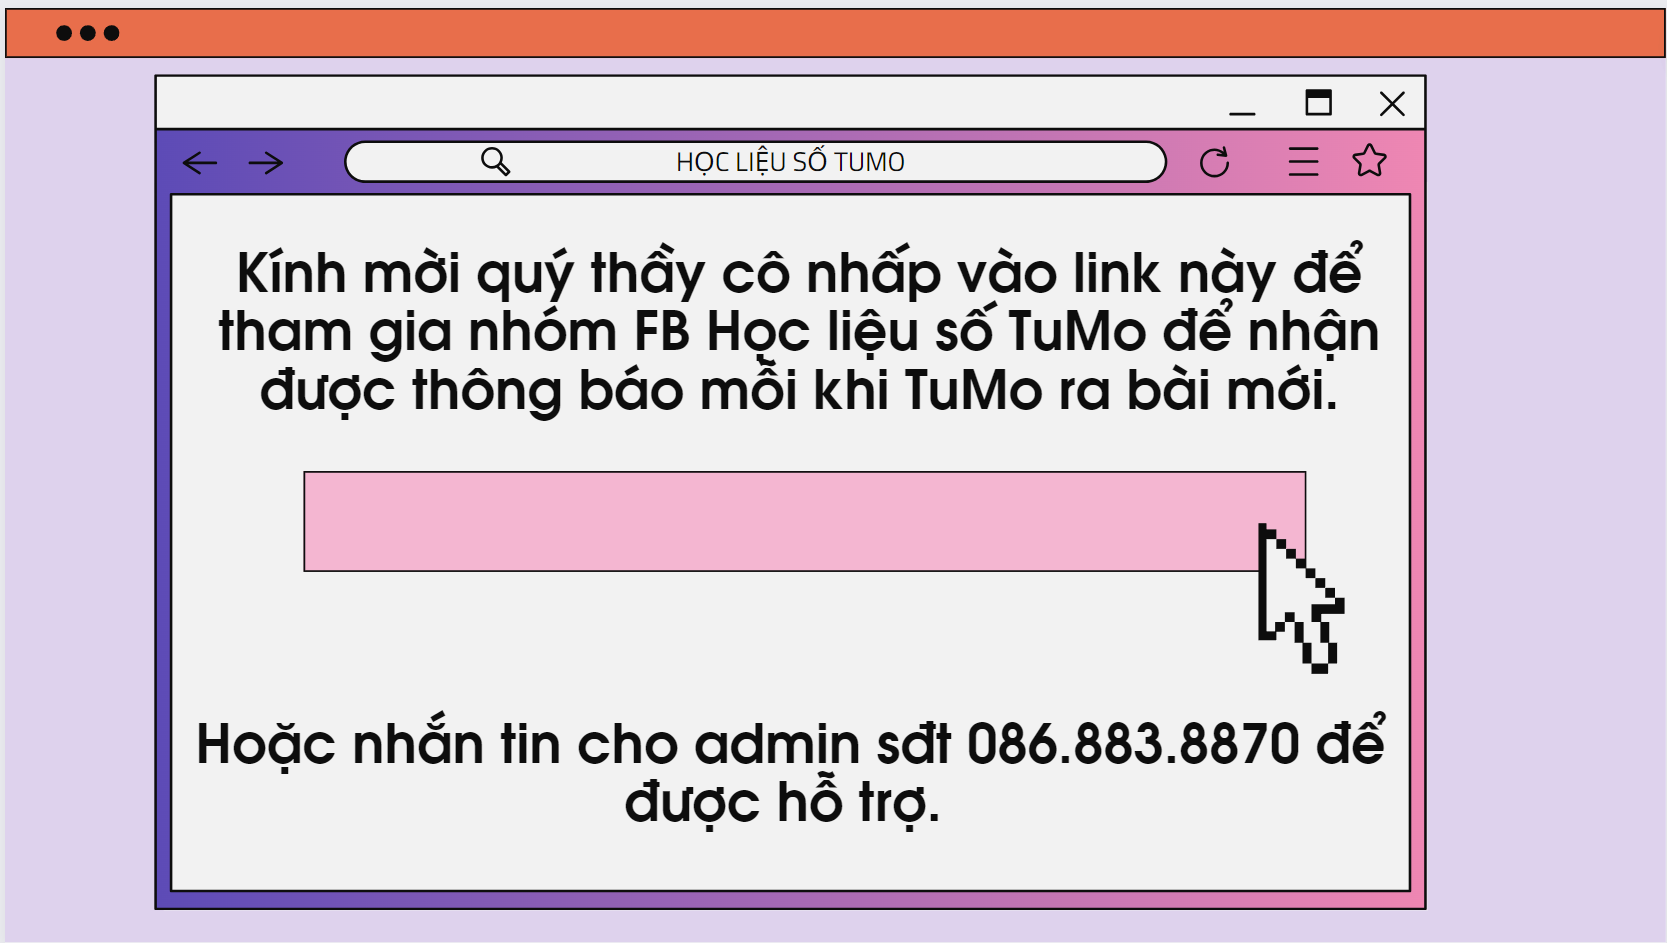 HỌC LIỆU SỐ TUMO
Kính mời quý thầy cô nhấp vào link này để
tham gia nhóm FB Học liệu số TuMo để nhận
được thông báo mỗi khi TuMo ra bài mới.
Hoặc nhắn tin cho admin sđt 086.883.8870 để
được hỗ trợ.